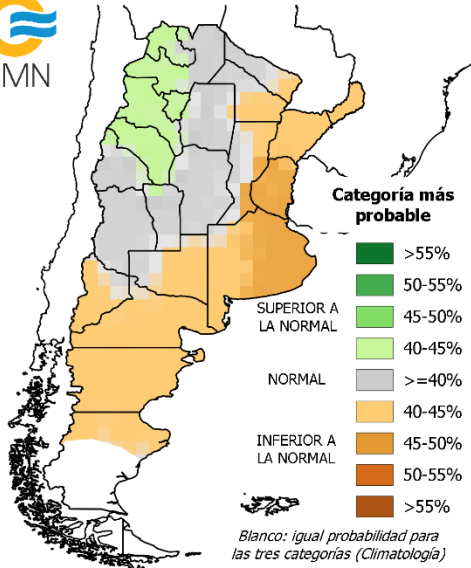 MN
Categoría más
probable
>55%
50-55%
45-50%
SUPERIOR A
LA NORMAL
40-45%
NORMAL
>=40%
40-45%
INFERIOR A
LA NORMAL
45-50%
50-55%
>55%
Blanco: igual probabilidad para
las tres categorías (Climatología)